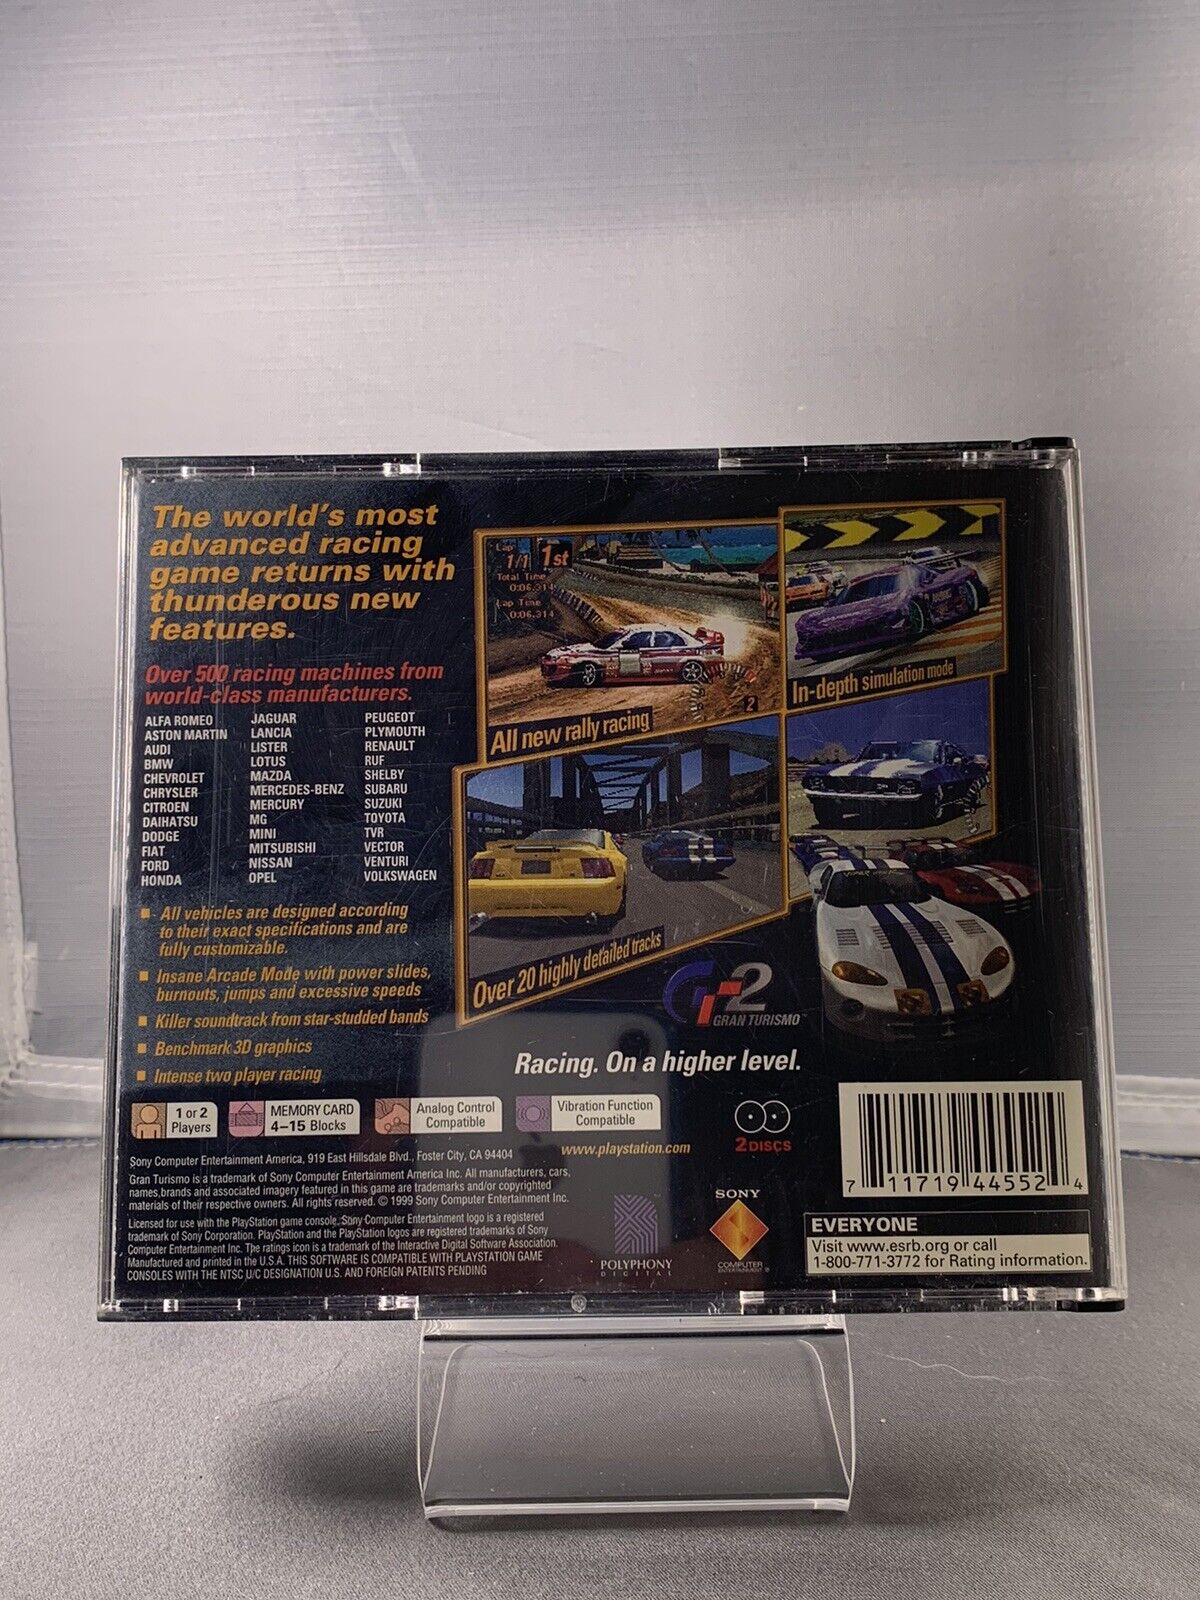 The world's most
advanced racing
game returns with
thunderous new
features.
Over 500 racing machines from
world-class manufacturers.
ALFA ROMEO
ASTON MARTIN
AUDI
BMW
CHEVROLET
CHRYSLER
CITROEN
DAIHATSU
DODGE
FIAT
FORD
HONDA
JAGUAR
LANCIA
LISTER
LOTUS
MAZDA
MERCEDES-BENZ
MERCURY
MG
MINI
MITSUBISHI
NISSAN
OPEL
PEUGEOT
PLYMOUTH
RENAULT
RUF
SHELBY
SUBARU
SUZUKI
TOYOTA
TVR
VECTOR
VENTURI
VOLKSWAGEN
All vehicles are designed according
to their exact specifications and are
fully customizable.
Insane Arcade Mode with power slides,
burnouts, jumps and excessive speeds
Killer soundtrack from star-studded bands
Benchmark 3D graphics
Intense two player racing
Lap
1/1 1st
Total Time
0:06.314
Lap Time
0:06.314
2
All new rally racing
In-depth simulation mode
Over 20 highly detailed tracks
GT2
GRAN TURISMO™
Racing. On a higher level.
1 or 2
Players
MEMORY CARD
4–15 Blocks
Analog Control
Compatible
Vibration Function
Compatible
www.playstation.com
2 DISCS
Sony Computer Entertainment America, 919 East Hillsdale Blvd., Foster City, CA 94404
Gran Turismo is a trademark of Sony Computer Entertainment America Inc. All manufacturers, cars,
names,brands and associated imagery featured in this game are trademarks and/or copyrighted
materials of their respective owners. All rights reserved. © 1999 Sony Computer Entertainment Inc.
Licensed for use with the PlayStation game console. Sony Computer Entertainment logo is a registered
trademark of Sony Corporation. PlayStation and the PlayStation logos are registered trademarks of Sony
Computer Entertainment Inc. The ratings icon is a trademark of the Interactive Digital Software Association.
Manufactured and printed in the U.S.A. THIS SOFTWARE IS COMPATIBLE WITH PLAYSTATION GAME
CONSOLES WITH THE NTSC U/C DESIGNATION U.S. AND FOREIGN PATENTS PENDING
POLYPHONY
DIGITAL
SONY
COMPUTER
ENTERTAINMENT®
7 11719 44552 4
EVERYONE
Visit www.esrb.org or call
1-800-771-3772 for Rating information.